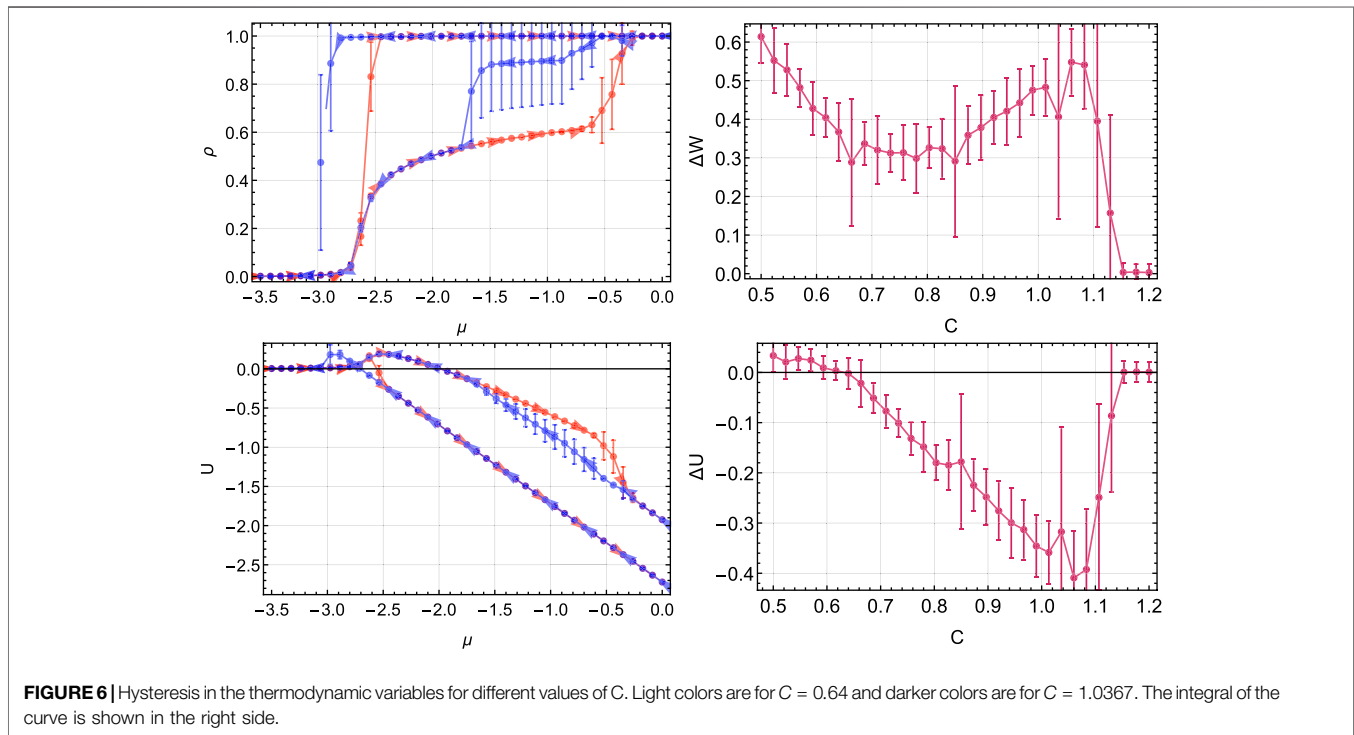 1.0
0.8
0.6
0.4
0.2
0.0
ρ
−3.5 −3.0 −2.5 −2.0 −1.5 −1.0 −0.5 0.0
μ
0.6
0.5
0.4
0.3
0.2
0.1
0.0
ΔW
0.5 0.6 0.7 0.8 0.9 1.0 1.1 1.2
C
0.0
−0.5
−1.0
−1.5
−2.0
−2.5
U
−3.5 −3.0 −2.5 −2.0 −1.5 −1.0 −0.5 0.0
μ
0.0
−0.1
−0.2
−0.3
−0.4
ΔU
0.5 0.6 0.7 0.8 0.9 1.0 1.1 1.2
C
FIGURE 6 | Hysteresis in the thermodynamic variables for different values of C. Light colors are for C = 0.64 and darker colors are for C = 1.0367. The integral of the
curve is shown in the right side.